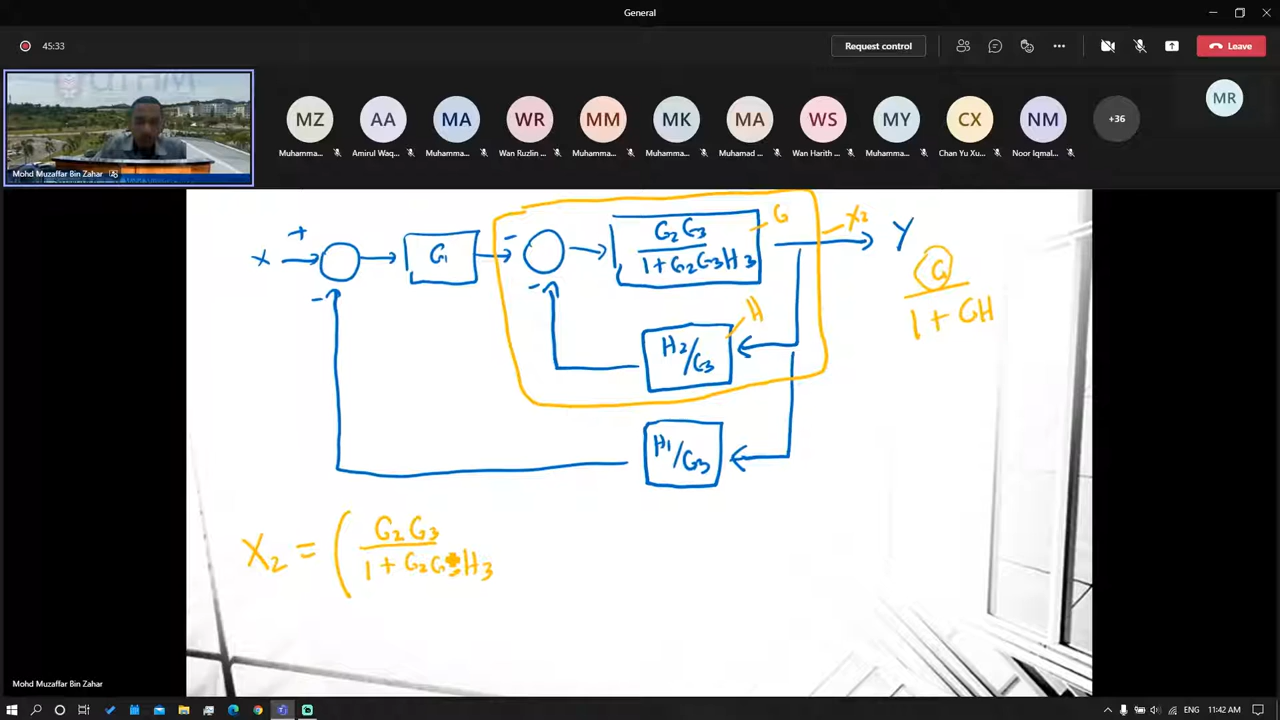 General
45:33
Request control
Leave
UTHM
MZ AA MA WR MM MK MA WS MY CX NM +36 MR
Muhamma... Amirul Waq... Muhamma... Wan Ruzlin ... Muhamma... Muhamma... Muhamad ... Wan Harith ... Muhamma... Chan Yu Xu... Noor Iqmal...
Mohd Muzaffar Bin Zahar
X + G1 - G2G3 / 1 + G2G3H3 G X2 Y
- - H2/G3 H G / 1 + GH
H1/G3
X2 = ( G2G3
1 + G2G3H3
Mohd Muzaffar Bin Zahar
ENG 11:42 AM